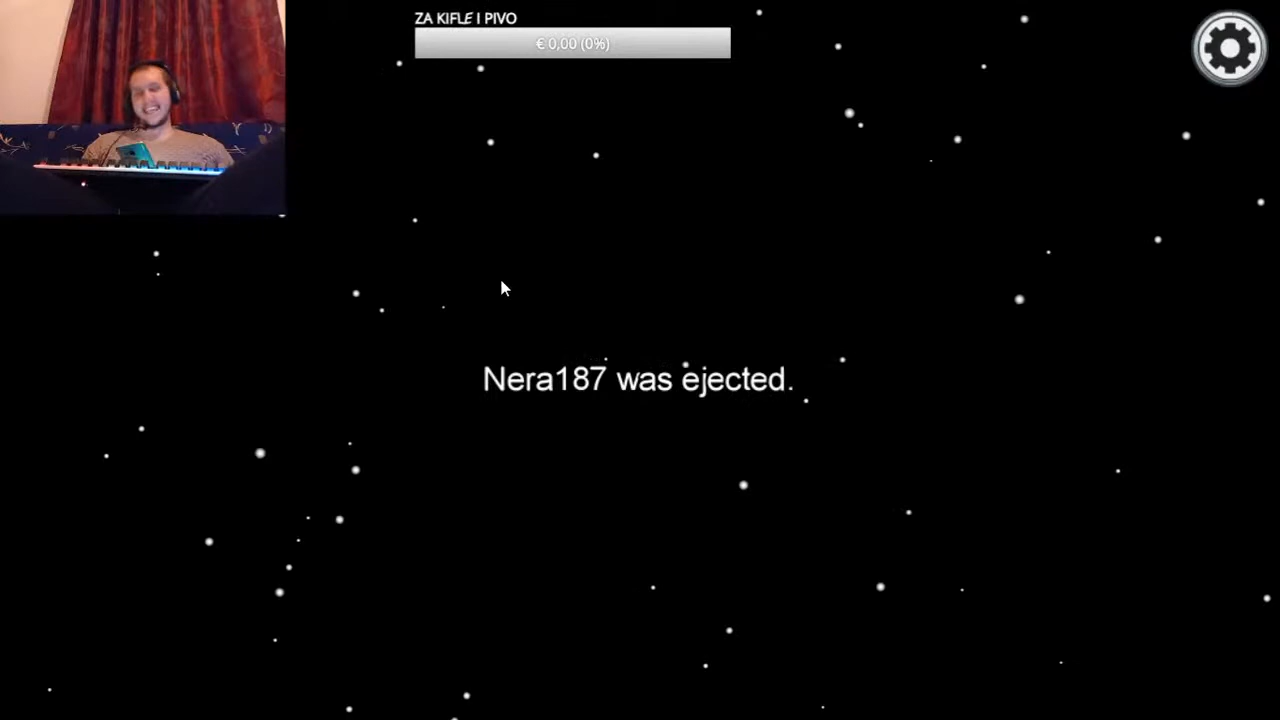 ZA KIFLE I PIVO
€ 0,00 (0%)
Nera187 was ejected.